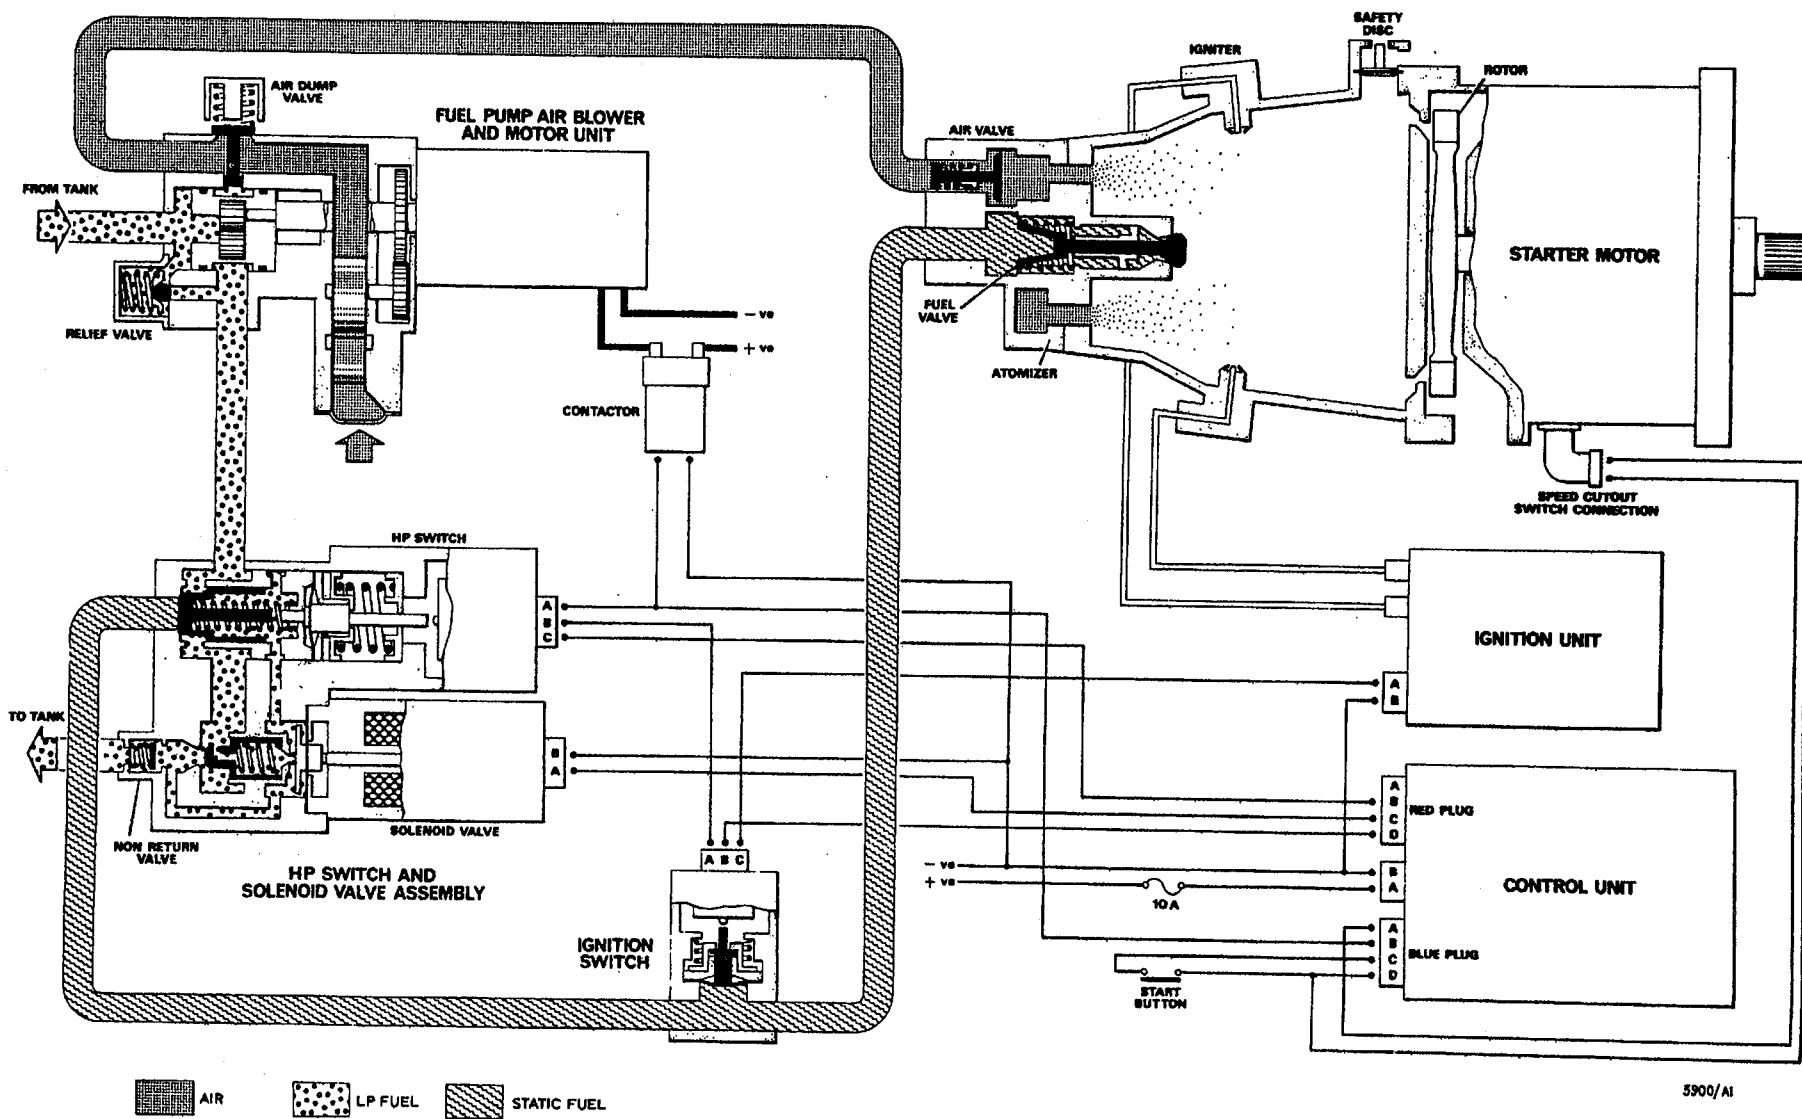 SAFETY
DISC
IGNITER
ROTOR
AIR DUMP
VALVE
FUEL PUMP AIR BLOWER
AND MOTOR UNIT
AIR VALVE
FROM TANK
STARTER MOTOR
FUEL
VALVE
RELIEF VALVE
- ve
+ ve
ATOMIZER
CONTACTOR
SPEED CUTOUT
SWITCH CONNECTION
HP SWITCH
A
B
C
IGNITION UNIT
A
B
TO TANK
B
A
SOLENOID VALVE
NON RETURN
VALVE
HP SWITCH AND
SOLENOID VALVE ASSEMBLY
A
B
C
D
RED PLUG
A B C
- ve
+ ve
10 A
B
A
CONTROL UNIT
IGNITION
SWITCH
A
B
C
D
BLUE PLUG
START
BUTTON
AIR
LP FUEL
STATIC FUEL
5900/A1